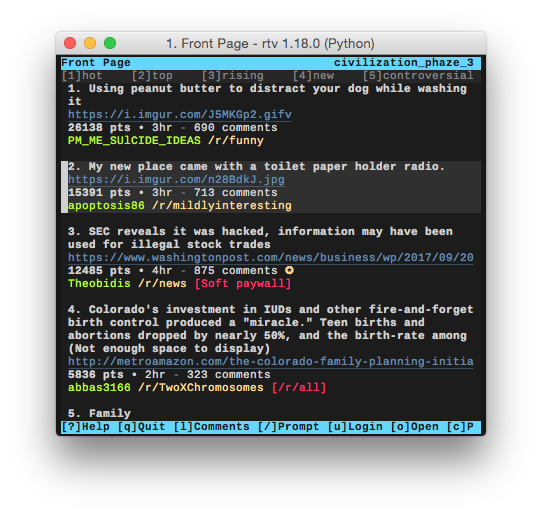 1. Front Page - rtv 1.18.0 (Python)
Front Page civilization_phaze_3
[1]hot [2]top [3]rising [4]new [5]controversial
1. Using peanut butter to distract your dog while washing
it
https://i.imgur.com/J5MKGp2.gifv
26138 pts • 3hr - 690 comments
PM_ME_SUlCIDE_IDEAS /r/funny
2. My new place came with a toilet paper holder radio.
https://i.imgur.com/n28BdkJ.jpg
15391 pts • 3hr - 713 comments
apoptosis86 /r/mildlyinteresting
3. SEC reveals it was hacked, information may have been
used for illegal stock trades
https://www.washingtonpost.com/news/business/wp/2017/09/20
12485 pts • 4hr - 875 comments ✪
Theobidis /r/news [Soft paywall]
4. Colorado's investment in IUDs and other fire-and-forget
birth control produced a "miracle." Teen births and
abortions dropped by nearly 50%, and the birth-rate among
(Not enough space to display)
http://metroamazon.com/the-colorado-family-planning-initia
5836 pts • 2hr - 323 comments
abbas3166 /r/TwoXChromosomes [/r/all]
5. Family
[?]Help [q]Quit [l]Comments [/]Prompt [u]Login [o]Open [c]P